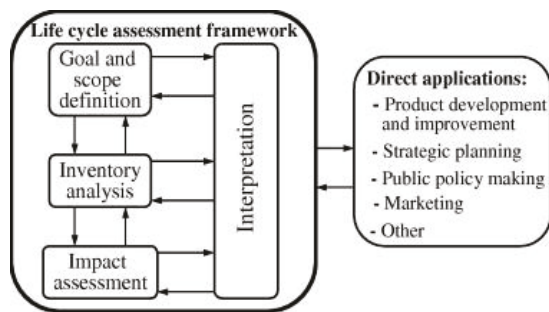 Life cycle assessment framework
Goal and
scope
definition
Inventory
analysis
Impact
assessment
Interpretation
Direct applications:
- Product development
and improvement
- Strategic planning
- Public policy making
- Marketing
- Other